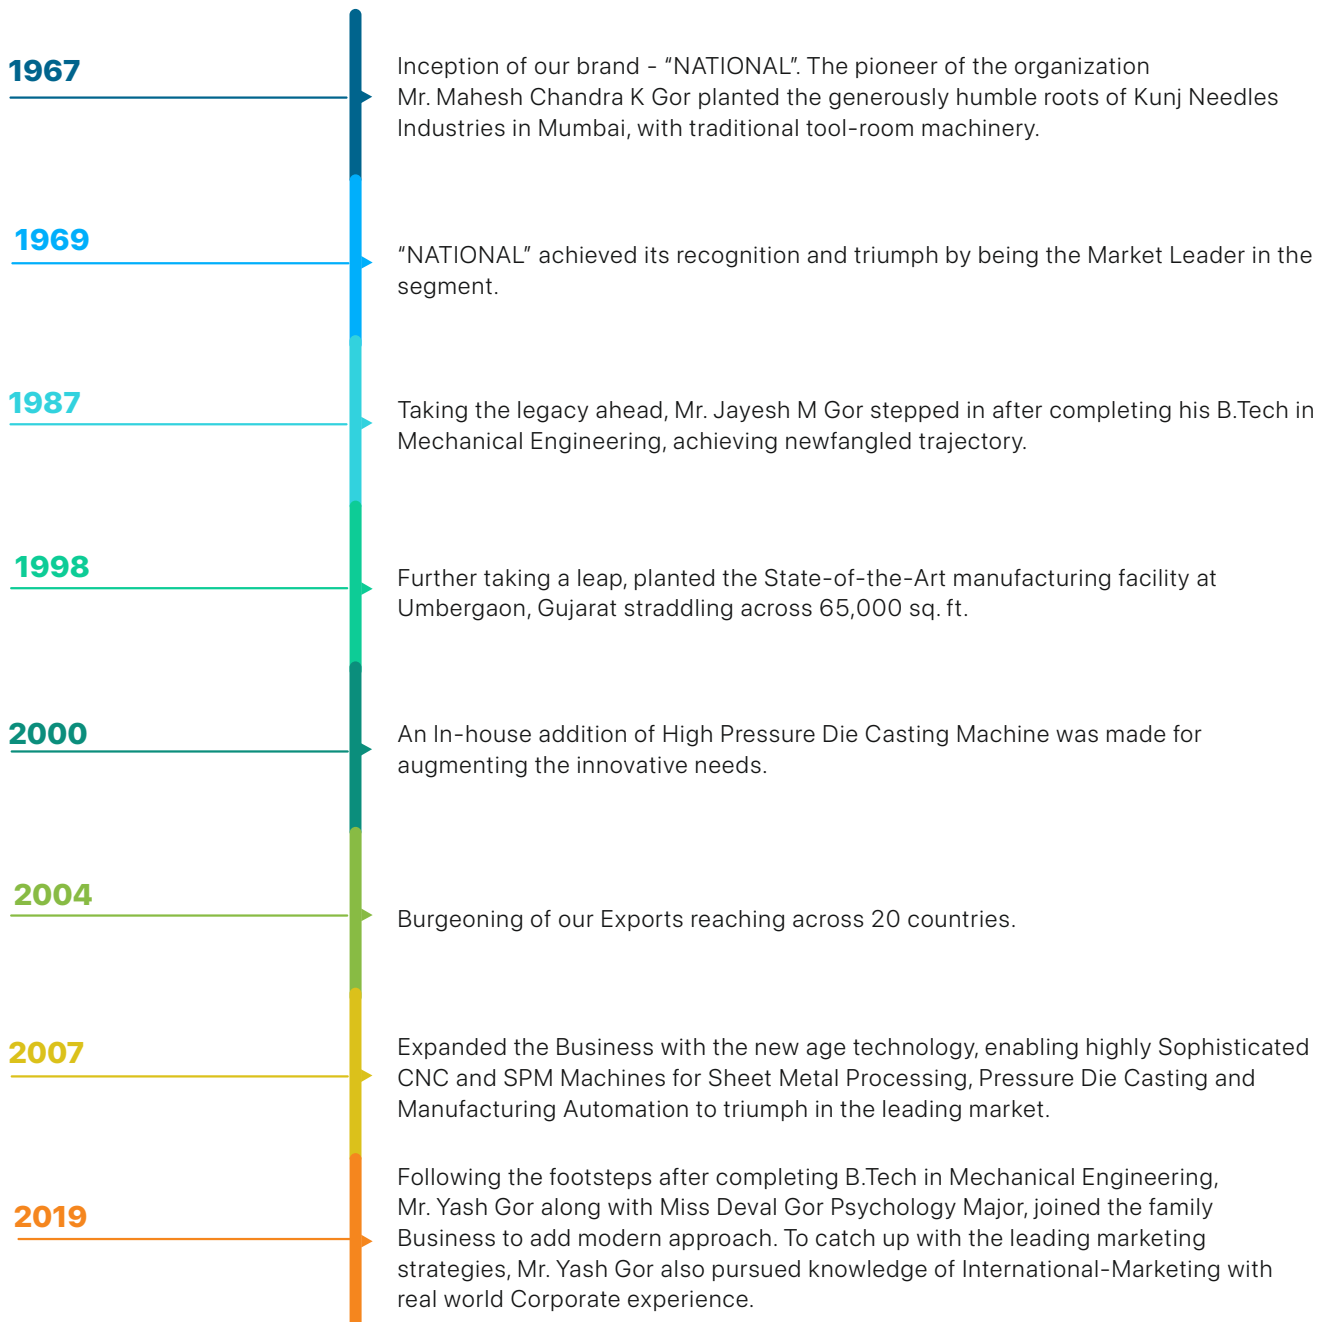 1967
Inception of our brand - “NATIONAL”. The pioneer of the organization
Mr. Mahesh Chandra K Gor planted the generously humble roots of Kunj Needles
Industries in Mumbai, with traditional tool-room machinery.
1969
“NATIONAL” achieved its recognition and triumph by being the Market Leader in the
segment.
1987
Taking the legacy ahead, Mr. Jayesh M Gor stepped in after completing his B.Tech in
Mechanical Engineering, achieving newfangled trajectory.
1998
Further taking a leap, planted the State-of-the-Art manufacturing facility at
Umbergaon, Gujarat straddling across 65,000 sq. ft.
2000
An In-house addition of High Pressure Die Casting Machine was made for
augmenting the innovative needs.
2004
Burgeoning of our Exports reaching across 20 countries.
2007
Expanded the Business with the new age technology, enabling highly Sophisticated
CNC and SPM Machines for Sheet Metal Processing, Pressure Die Casting and
Manufacturing Automation to triumph in the leading market.
2019
Following the footsteps after completing B.Tech in Mechanical Engineering,
Mr. Yash Gor along with Miss Deval Gor Psychology Major, joined the family
Business to add modern approach. To catch up with the leading marketing
strategies, Mr. Yash Gor also pursued knowledge of International-Marketing with
real world Corporate experience.